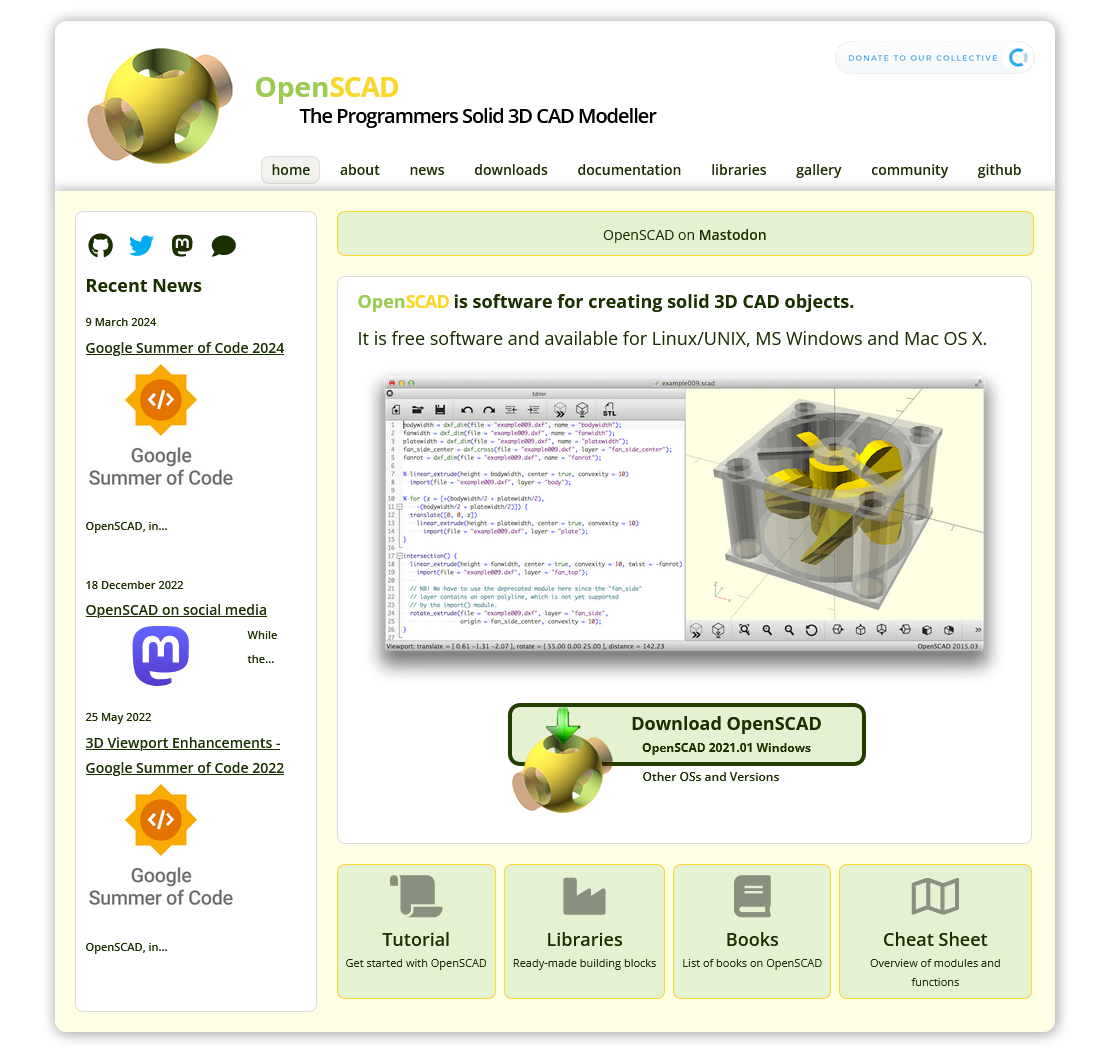 DONATE TO OUR COLLECTIVE
OpenSCAD
The Programmers Solid 3D CAD Modeller
home about news downloads documentation libraries gallery community github
Recent News
9 March 2024
Google Summer of Code 2024
Google
Summer of Code
OpenSCAD, in...
18 December 2022
OpenSCAD on social media
While
the...
25 May 2022
3D Viewport Enhancements -
Google Summer of Code 2022
Google
Summer of Code
OpenSCAD, in...
OpenSCAD on Mastodon
OpenSCAD is software for creating solid 3D CAD objects.
It is free software and available for Linux/UNIX, MS Windows and Mac OS X.
example009.scad
Editor
STL
1 bodywidth = dxf_dim(file = "example009.dxf", name = "bodywidth");
2 fanwidth = dxf_dim(file = "example009.dxf", name = "fanwidth");
3 platewidth = dxf_dim(file = "example009.dxf", name = "platewidth");
4 fan_side_center = dxf_cross(file = "example009.dxf", layer = "fan_side_center");
5 fanrot = dxf_dim(file = "example009.dxf", name = "fanrot");
6
7 % linear_extrude(height = bodywidth, center = true, convexity = 10)
8 import(file = "example009.dxf", layer = "body");
9
10 % for (z = [+(bodywidth/2 + platewidth/2),
11 -(bodywidth/2 + platewidth/2)]) {
12 translate([0, 0, z])
13 linear_extrude(height = platewidth, center = true, convexity = 10)
14 import(file = "example009.dxf", layer = "plate");
15 }
16
17 intersection() {
18 linear_extrude(height = fanwidth, center = true, convexity = 10, twist = -fanrot)
19 import(file = "example009.dxf", layer = "fan_top");
20
21 // NB! We have to use the deprecated module here since the "fan_side"
22 // layer contains an open polyline, which is not yet supported
23 // by the import() module.
24 rotate_extrude(file = "example009.dxf", layer = "fan_side",
25 origin = fan_side_center, convexity = 10);
26 }
27
Viewport: translate = [ 0.61 -1.31 -2.07 ], rotate = [ 55.00 0.00 25.00 ], distance = 142.23 OpenSCAD 2015.03
Download OpenSCAD
OpenSCAD 2021.01 Windows
Other OSs and Versions
Tutorial
Get started with OpenSCAD
Libraries
Ready-made building blocks
Books
List of books on OpenSCAD
Cheat Sheet
Overview of modules and
functions